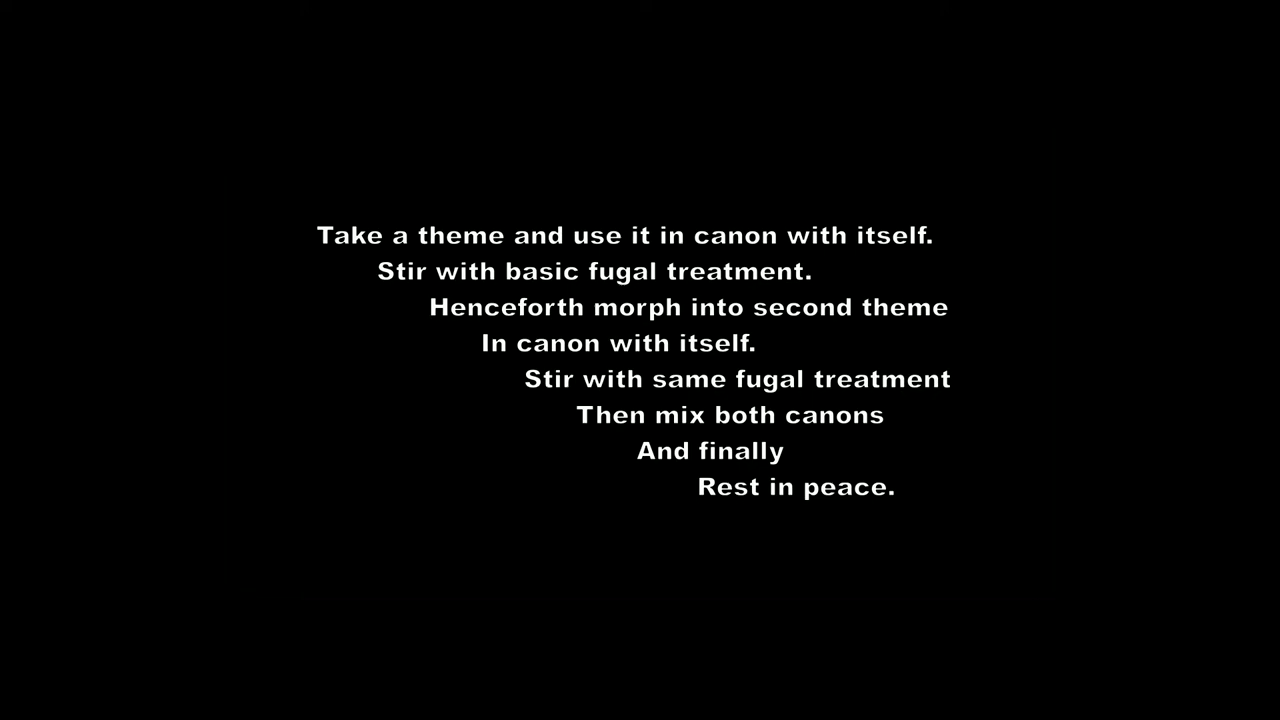 Take a theme and use it in canon with itself.
Stir with basic fugal treatment.
Henceforth morph into second theme
In canon with itself.
Stir with same fugal treatment
Then mix both canons
And finally
Rest in peace.